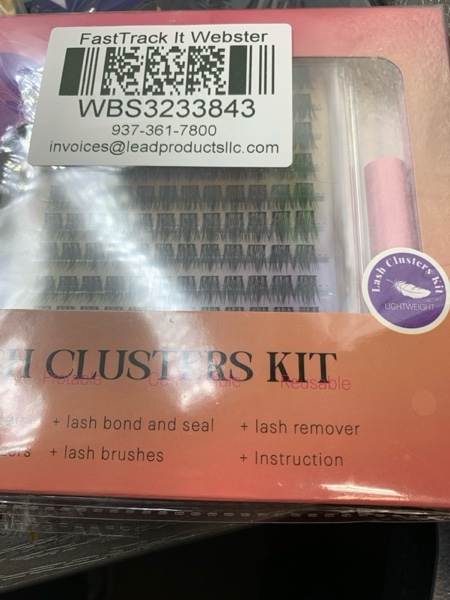 FastTrack It Webster
WBS3233843
937-361-7800
invoices@leadproductsllc.com
Lash Clusters Kit
LIGHTWEIGHT
H CLUSTERS KIT
Reusable
+ lash bond and seal
+ lash remover
+ lash brushes
+ Instruction